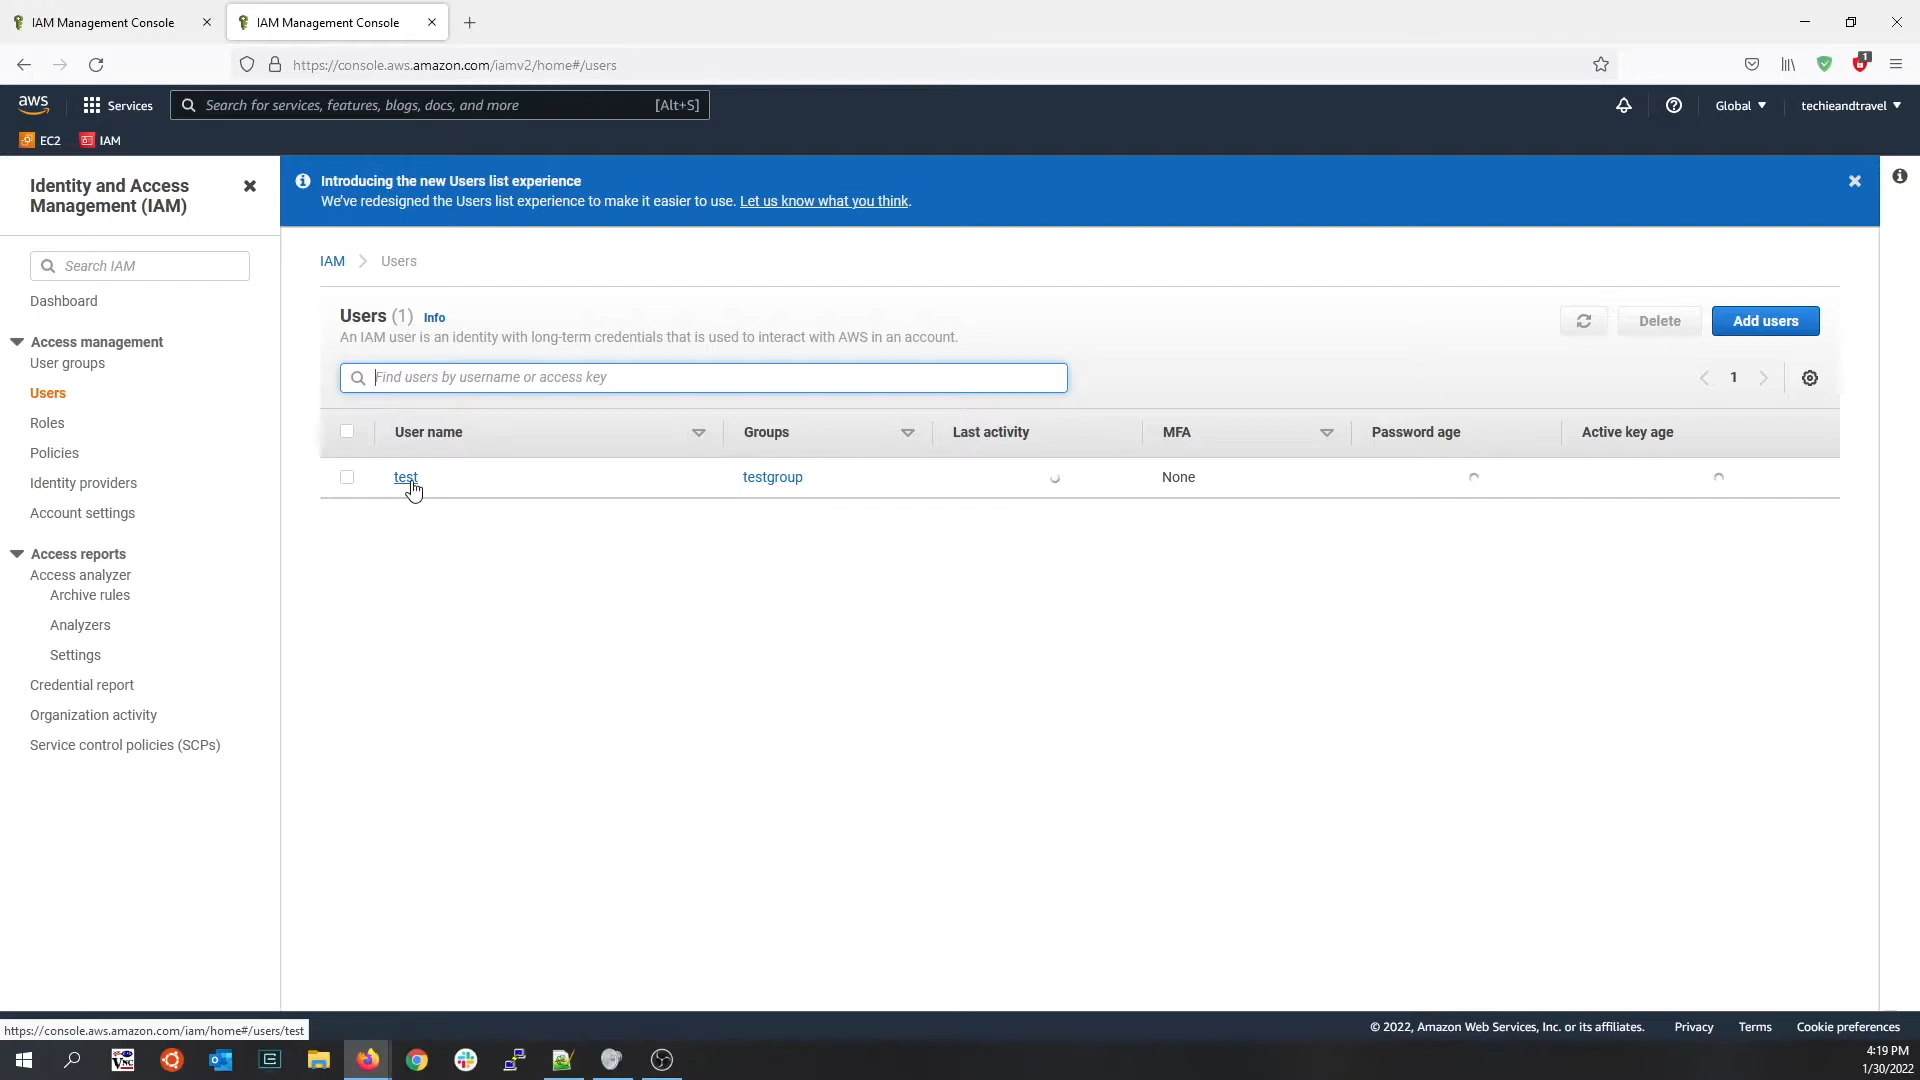 IAM Management Console
IAM Management Console
https://console.aws.amazon.com/iamv2/home#/users
1
aws
Services
Search for services, features, blogs, docs, and more
[Alt+S]
Global
techieandtravel
EC2
IAM
Identity and Access
Management (IAM)
Search IAM
Dashboard
Access management
User groups
Users
Roles
Policies
Identity providers
Account settings
Access reports
Access analyzer
Archive rules
Analyzers
Settings
Credential report
Organization activity
Service control policies (SCPs)
Introducing the new Users list experience
We've redesigned the Users list experience to make it easier to use. Let us know what you think.
IAM
Users
Users (1) Info
An IAM user is an identity with long-term credentials that is used to interact with AWS in an account.
Delete
Add users
Find users by username or access key
1
User name
Groups
Last activity
MFA
Password age
Active key age
test
testgroup
None
https://console.aws.amazon.com/iam/home#/users/test
© 2022, Amazon Web Services, Inc. or its affiliates.
Privacy
Terms
Cookie preferences
VNC
4:19 PM
1/30/2022